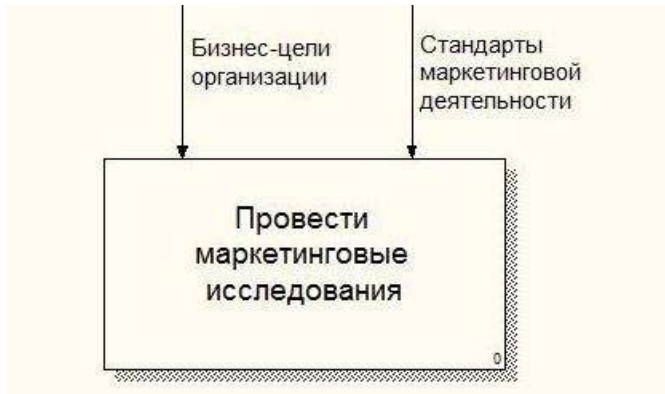 Бизнес-цели
организации
Стандарты
маркетинговой
деятельности
Провести
маркетинговые
исследования
0